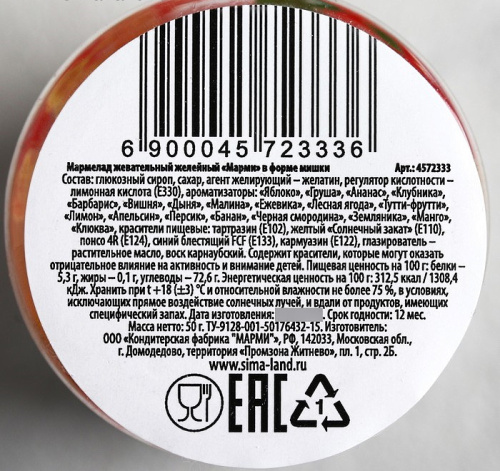 6 900045 723336
Мармелад жевательный желейный «Марми» в форме мишки Арт.: 4572333
Состав: глюкозный сироп, сахар, агент желирующий – желатин, регулятор кислотности –
лимонная кислота (Е330), ароматизаторы: «Яблоко», «Груша», «Ананас», «Клубника»,
«Барбарис», «Вишня», «Дыня», «Малина», «Ежевика», «Лесная ягода», «Тутти-фрутти»,
«Лимон», «Апельсин», «Персик», «Банан», «Черная смородина», «Земляника», «Манго»,
«Клюква», красители пищевые: тартразин (Е102), желтый «Солнечный закат» (Е110),
понсо 4R (Е124), синий блестящий FCF (Е133), кармуазин (Е122), глазирователь –
растительное масло, воск карнаубский. Содержит красители, которые могут оказать
отрицательное влияние на активность и внимание детей. Пищевая ценность на 100 г: белки –
5,3 г, жиры – 0,1 г, углеводы – 72,6 г. Энергетическая ценность на 100 г: 312,5 ккал / 1308,4
кДж. Хранить при t +18 (±3) °С и относительной влажности не более 75 %, в условиях,
исключающих прямое воздействие солнечных лучей, и вдали от продуктов, имеющих
специфический запах. Дата изготовления: . Срок годности: 12 мес.
Масса нетто: 50 г. ТУ-9128-001-50176432-15. Изготовитель:
ООО «Кондитерская фабрика "МАРМИ"», РФ, 142033, Московская обл.,
г. Домодедово, территория «Промзона Житнево», пл. 1, стр. 2Б.
www.sima-land.ru
EAC 1